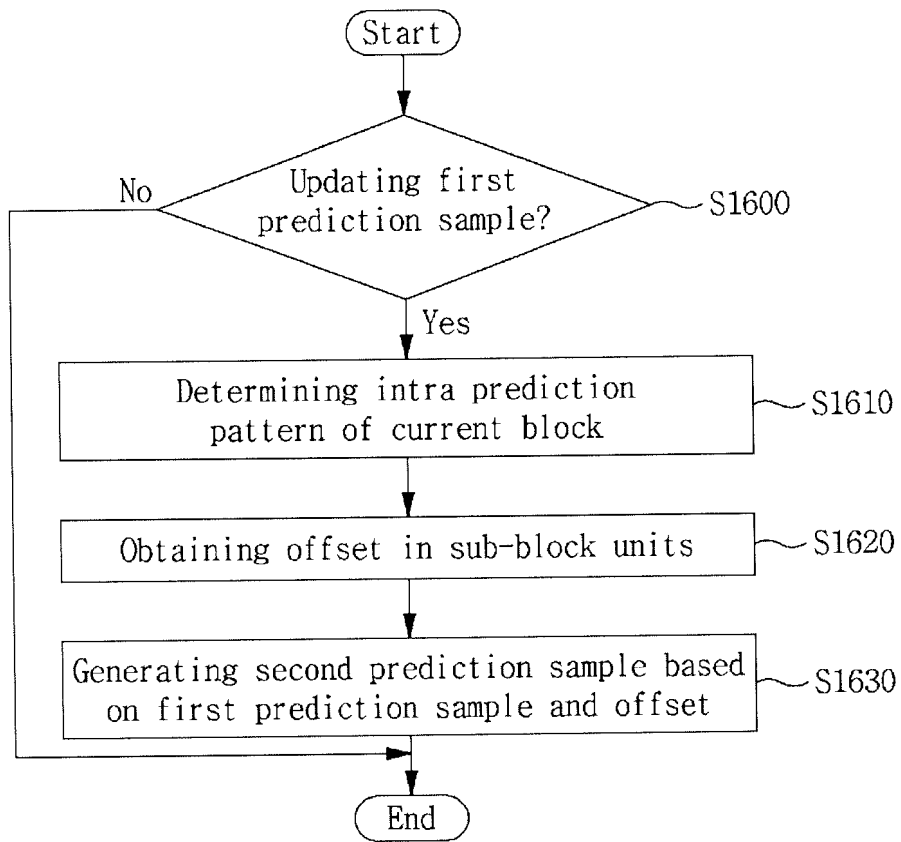 Start
No
Updating first
prediction sample?
S1600
Yes
Determining intra prediction
pattern of current block
S1610
Obtaining offset in sub-block units
S1620
Generating second prediction sample based
on first prediction sample and offset
S1630
End